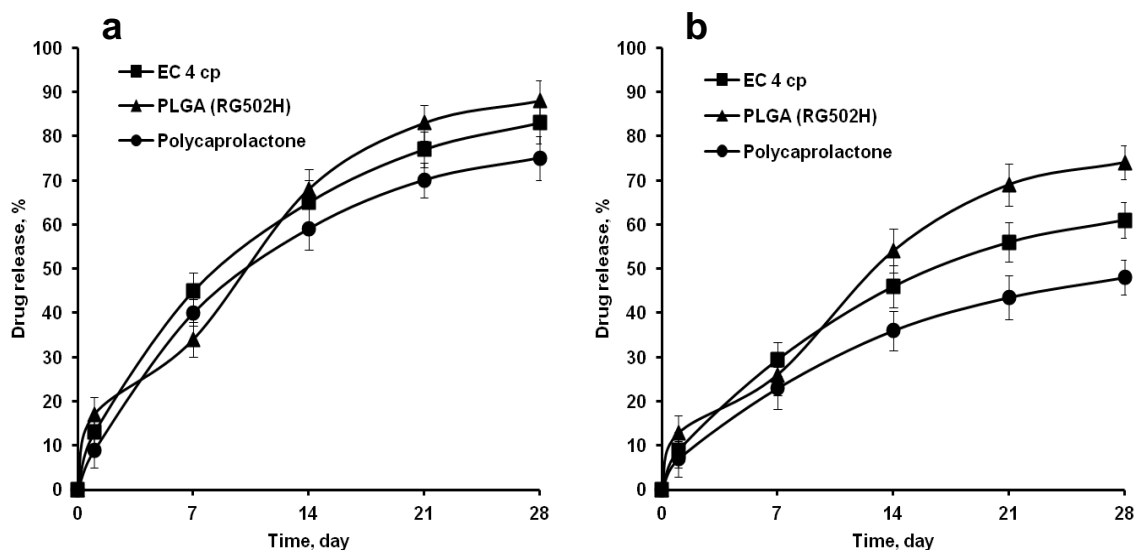 a
100
90
80
70
60
50
40
30
20
10
0
Drug release, %
EC 4 cp
PLGA (RG502H)
Polycaprolactone
0 7 14 21 28
Time, day
b
100
90
80
70
60
50
40
30
20
10
0
Drug release, %
EC 4 cp
PLGA (RG502H)
Polycaprolactone
0 7 14 21 28
Time, day